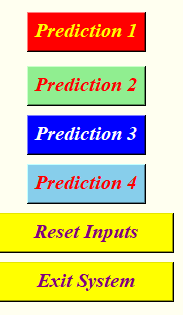 Prediction 1
Prediction 2
Prediction 3
Prediction 4
Reset Inputs
Exit System